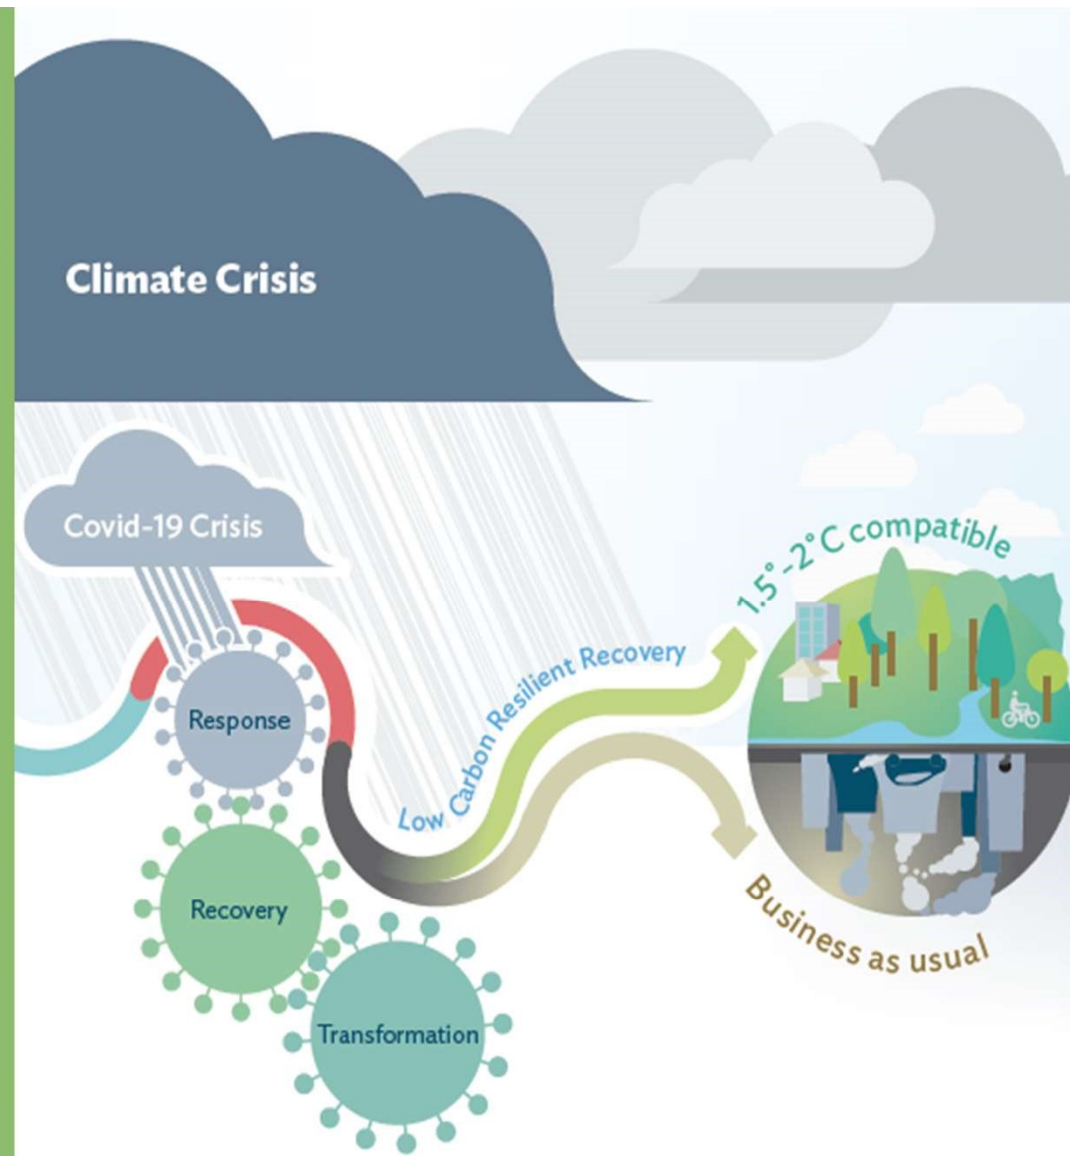 Climate Crisis
Covid-19 Crisis
1.5°-2°C compatible
Low Carbon Resilient Recovery
Response
Recovery
Business as usual
Transformation